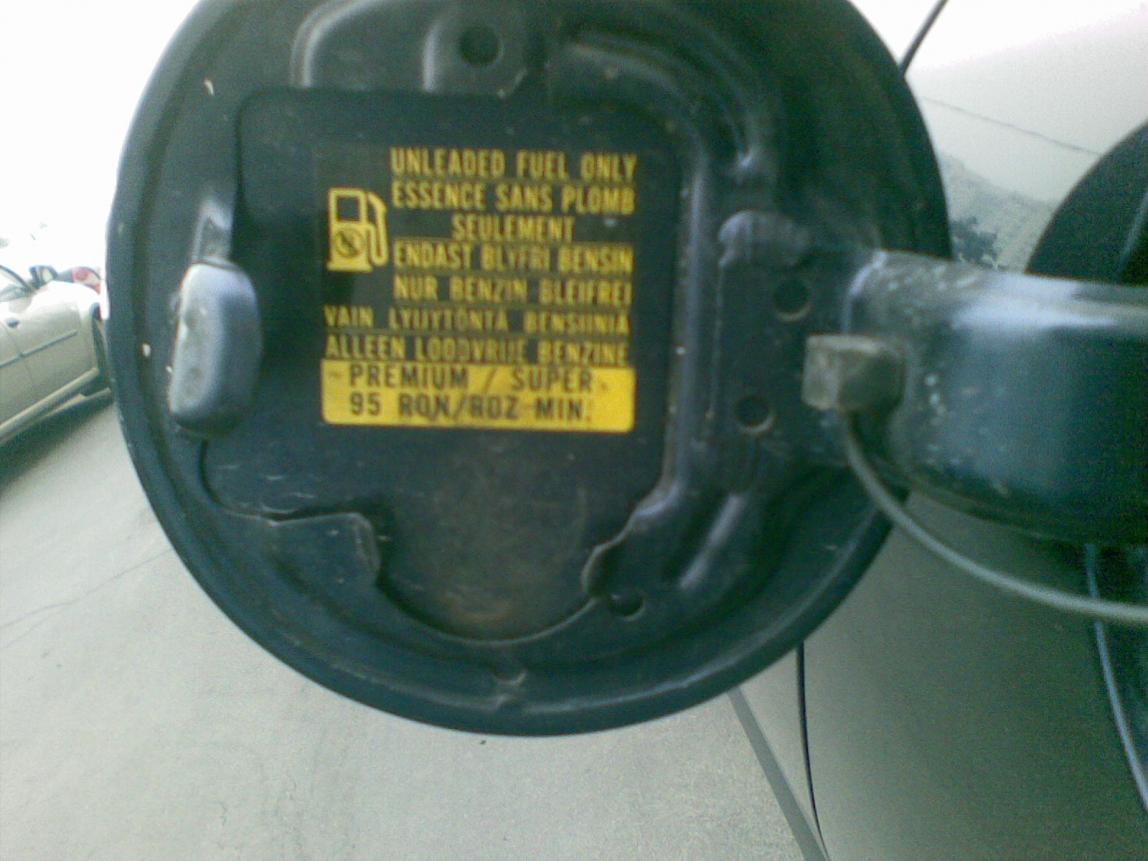 UNLEADED FUEL ONLY
ESSENCE SANS PLOMB
SEULEMENT
ENDAST BLYFRI BENSIN
NUR BENZIN BLEIFREI
VAIN LYIJYTÖNTÄ BENSIINIÄ
ALLEEN LOODVRIJE BENZINE
PREMIUM / SUPER
95 RON/ROZ MIN.